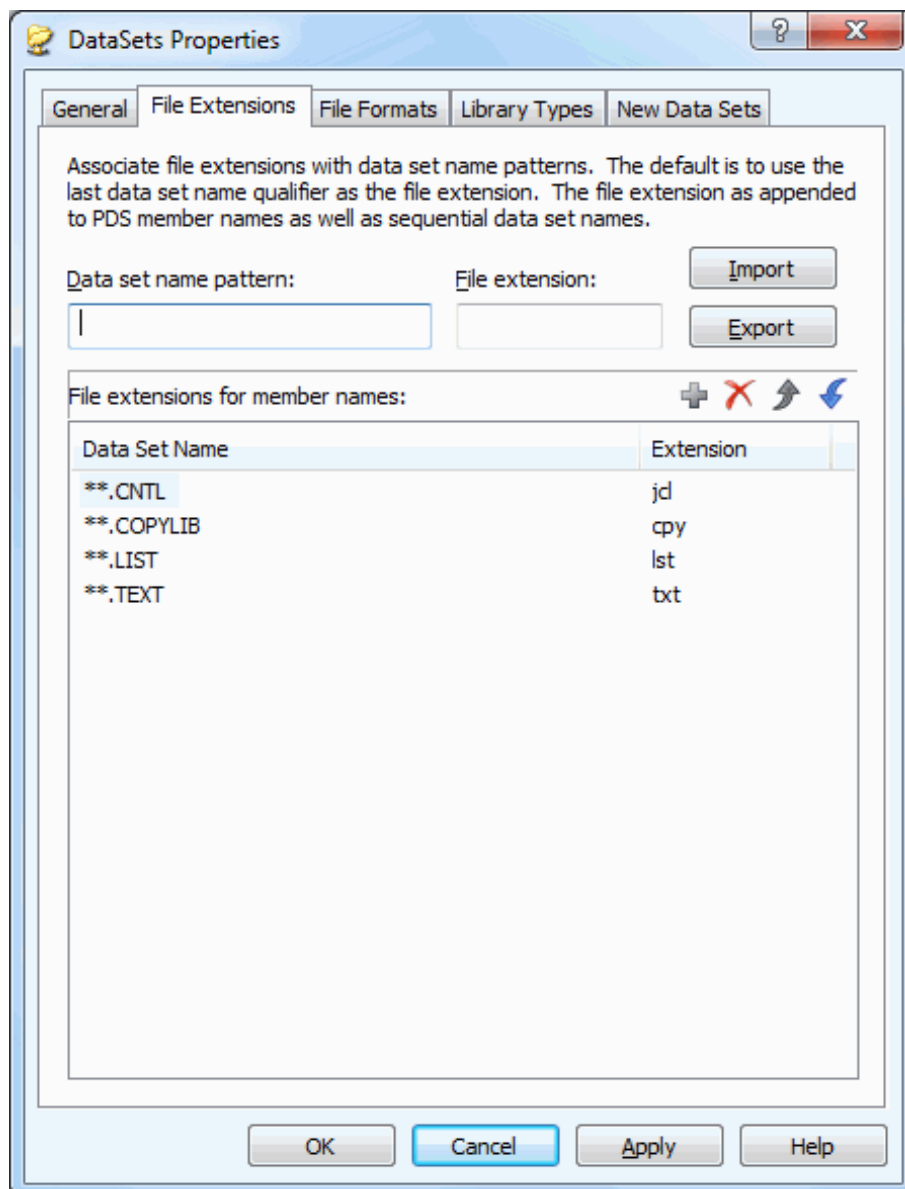 DataSets Properties
General File Extensions File Formats Library Types New Data Sets
Associate file extensions with data set name patterns. The default is to use the
last data set name qualifier as the file extension. The file extension as appended
to PDS member names as well as sequential data set names.
Data set name pattern: File extension: Import
Export
File extensions for member names:
Data Set Name Extension
**.CNTL jcl
**.COPYLIB cpy
**.LIST lst
**.TEXT txt
OK Cancel Apply Help